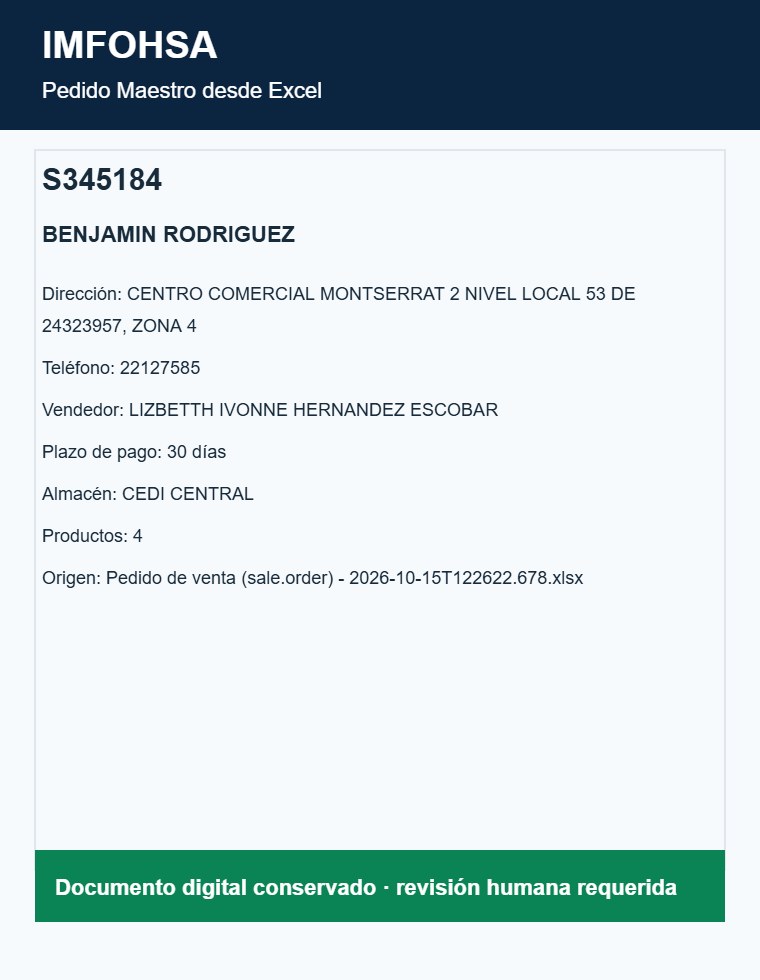 IMFOHSA
Pedido Maestro desde Excel
S345184
BENJAMIN RODRIGUEZ
Dirección: CENTRO COMERCIAL MONTSERRAT 2 NIVEL LOCAL 53 DE
24323957, ZONA 4
Teléfono: 22127585
Vendedor: LIZBETTH IVONNE HERNANDEZ ESCOBAR
Plazo de pago: 30 días
Almacén: CEDI CENTRAL
Productos: 4
Origen: Pedido de venta (sale.order) - 2026-10-15T122622.678.xlsx
Documento digital conservado · revisión humana requerida